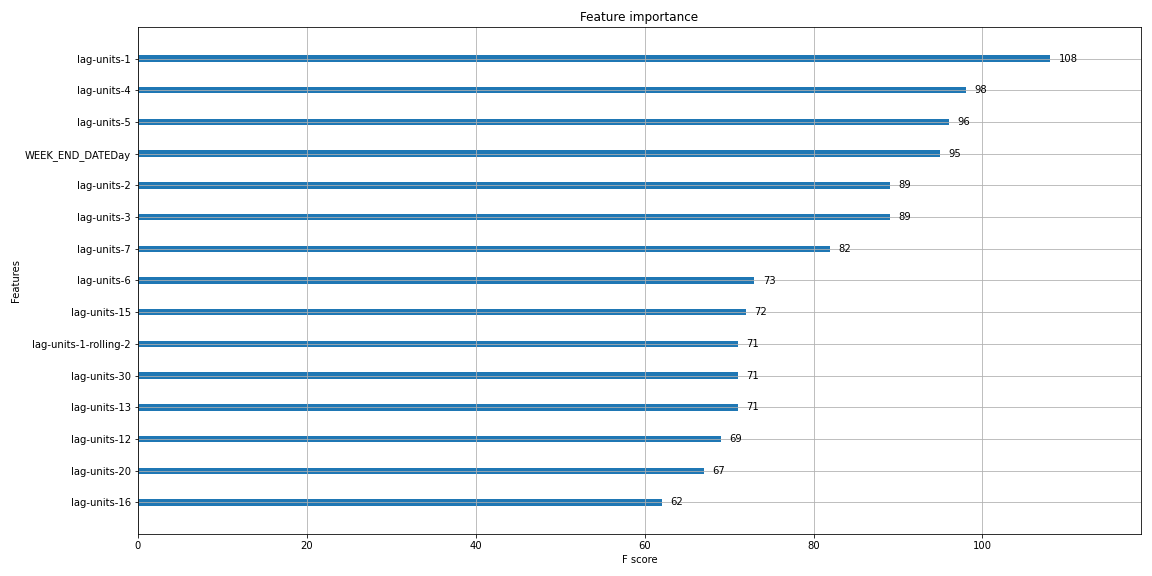 Feature importance
lag-units-1 108
lag-units-4 98
lag-units-5 96
WEEK_END_DATEDay 95
lag-units-2 89
lag-units-3 89
lag-units-7 82
lag-units-6 73
lag-units-15 72
lag-units-1-rolling-2 71
lag-units-30 71
lag-units-13 71
lag-units-12 69
lag-units-20 67
lag-units-16 62
Features
0 20 40 60 80 100
F score